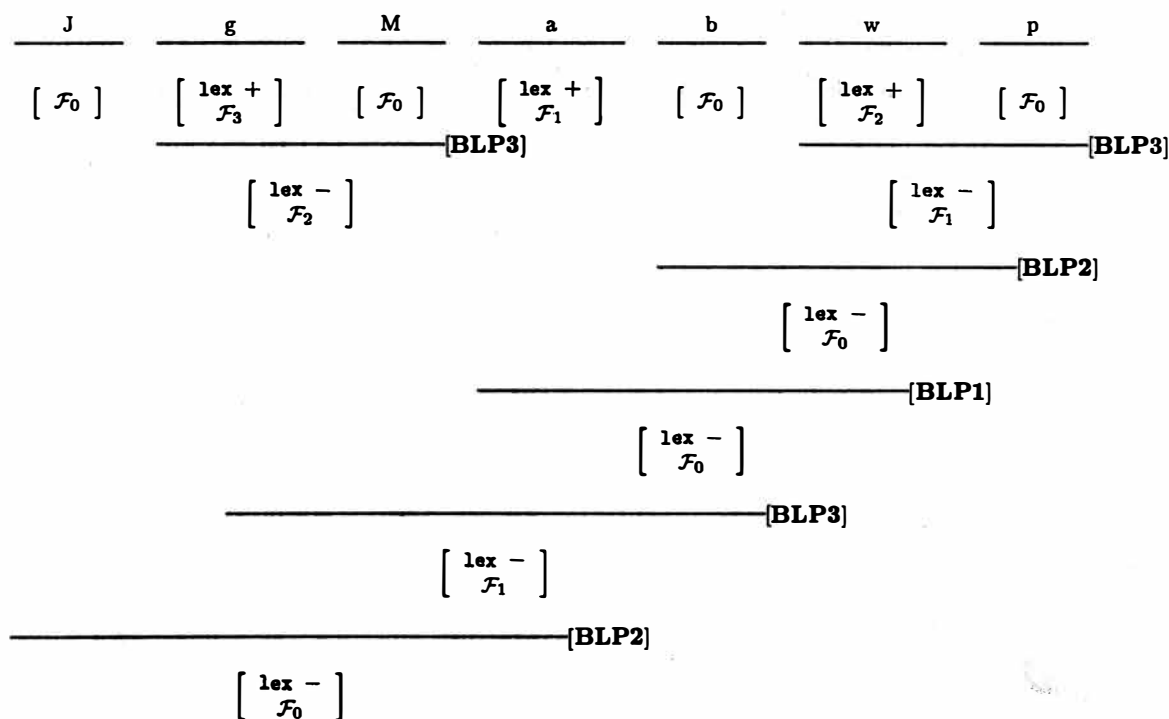 J g M a b w p
[ ℱ₀ ] [ lex + ℱ₃ ] [ ℱ₀ ] [ lex + ℱ₁ ] [ ℱ₀ ] [ lex + ℱ₂ ] [ ℱ₀ ]
[BLP3] [BLP3]
[ lex − ℱ₂ ] [ lex − ℱ₁ ]
[BLP2]
[ lex − ℱ₀ ]
[BLP1]
[ lex − ℱ₀ ]
[BLP3]
[ lex − ℱ₁ ]
[BLP2]
[ lex − ℱ₀ ]